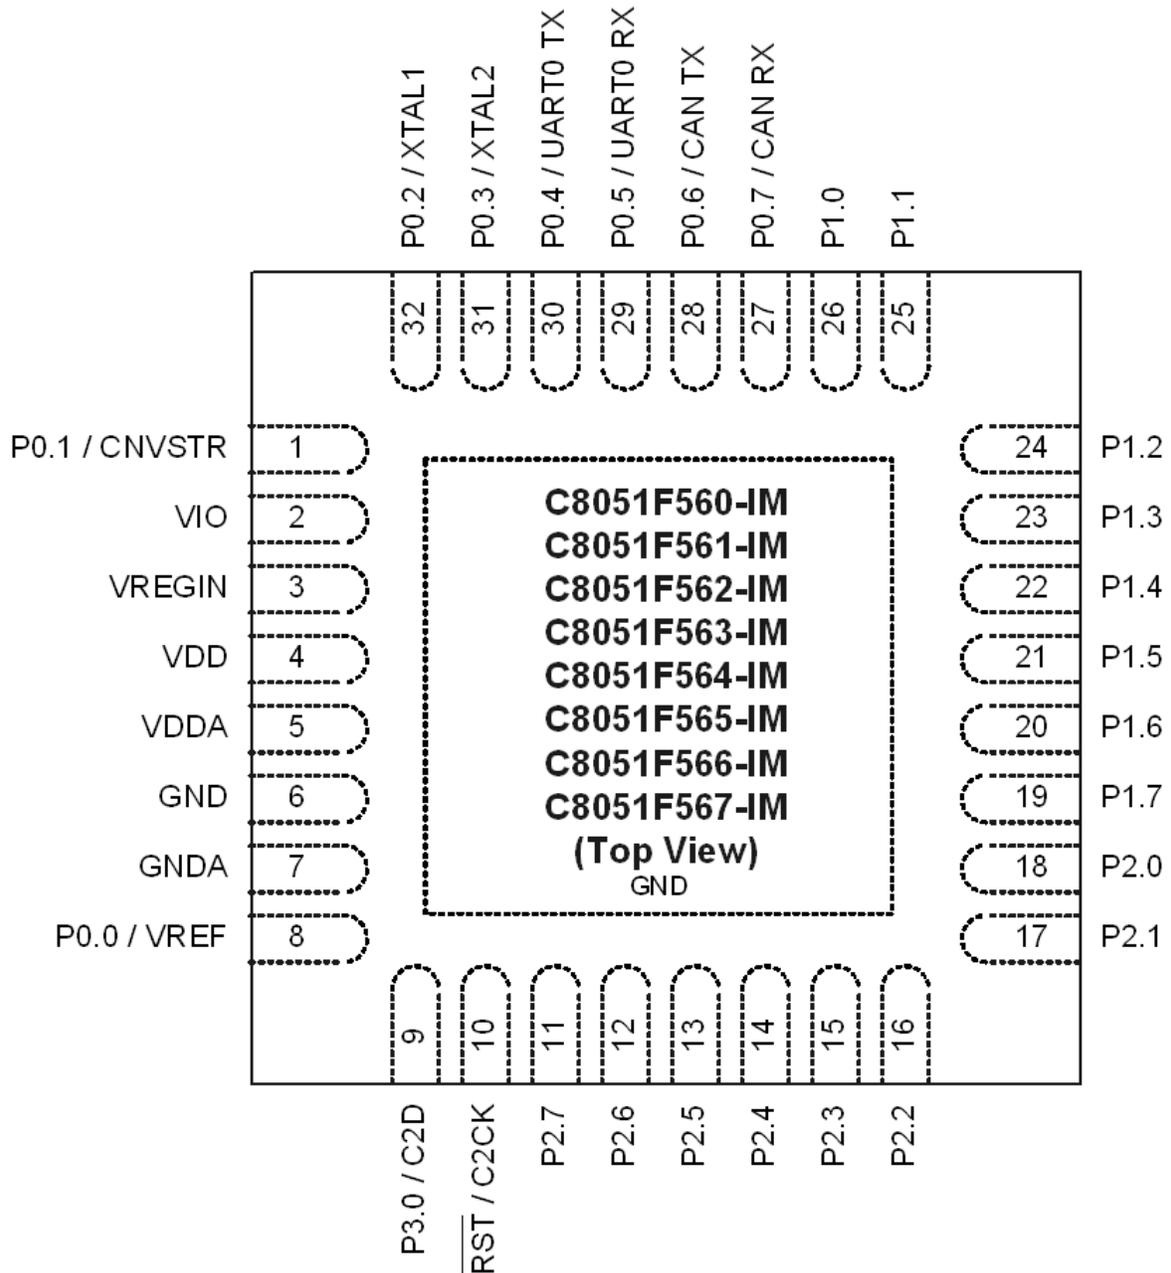 P0.2 / XTAL1
P0.3 / XTAL2
P0.4 / UART0 TX
P0.5 / UART0 RX
P0.6 / CAN TX
P0.7 / CAN RX
P1.0
P1.1
32
31
30
29
28
27
26
25
P0.1 / CNVSTR
1
VIO
2
VREGIN
3
VDD
4
VDDA
5
GND
6
GNDA
7
P0.0 / VREF
8
C8051F560-IM
C8051F561-IM
C8051F562-IM
C8051F563-IM
C8051F564-IM
C8051F565-IM
C8051F566-IM
C8051F567-IM
(Top View)
GND
24
P1.2
23
P1.3
22
P1.4
21
P1.5
20
P1.6
19
P1.7
18
P2.0
17
P2.1
9
10
11
12
13
14
15
16
P3.0 / C2D
RST / C2CK
P2.7
P2.6
P2.5
P2.4
P2.3
P2.2